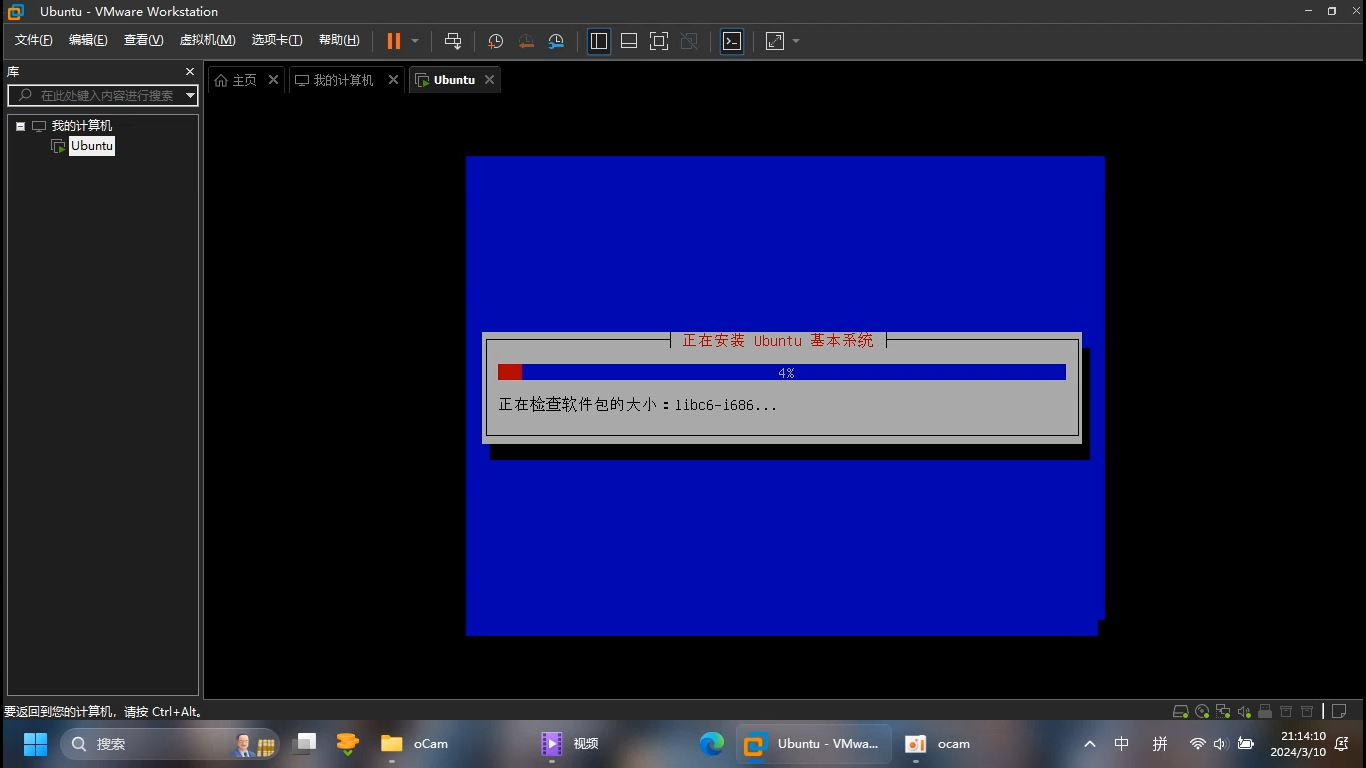 Ubuntu - VMware Workstation
文件(F) 编辑(E) 查看(V) 虚拟机(M) 选项卡(T) 帮助(H)
库
在此处键入内容进行搜索
我的计算机
Ubuntu
主页 我的计算机 Ubuntu
正在安装 Ubuntu 基本系统
4%
正在检查软件包的大小：libc6-i686...
要返回到您的计算机，请按 Ctrl+Alt。
搜索 oCam 视频 Ubuntu - VMwa... ocam 中 拼 21:14:10
2024/3/10